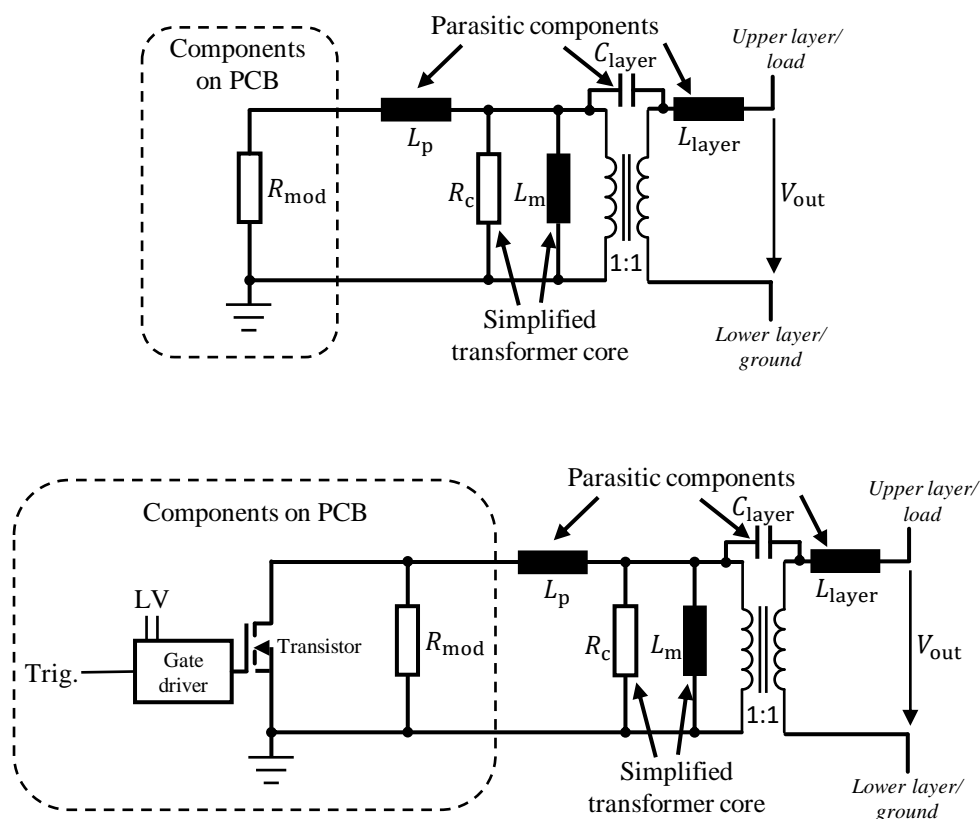 Parasitic components
Components
on PCB
C_layer
Upper layer/
load
L_p
L_layer
R_mod
R_c
L_m
V_out
1:1
Simplified
transformer core
Lower layer/
ground
Parasitic components
Components on PCB
C_layer
Upper layer/
load
L_p
L_layer
LV
Trig.
Gate
driver
Transistor
R_mod
R_c
L_m
V_out
1:1
Simplified
transformer core
Lower layer/
ground